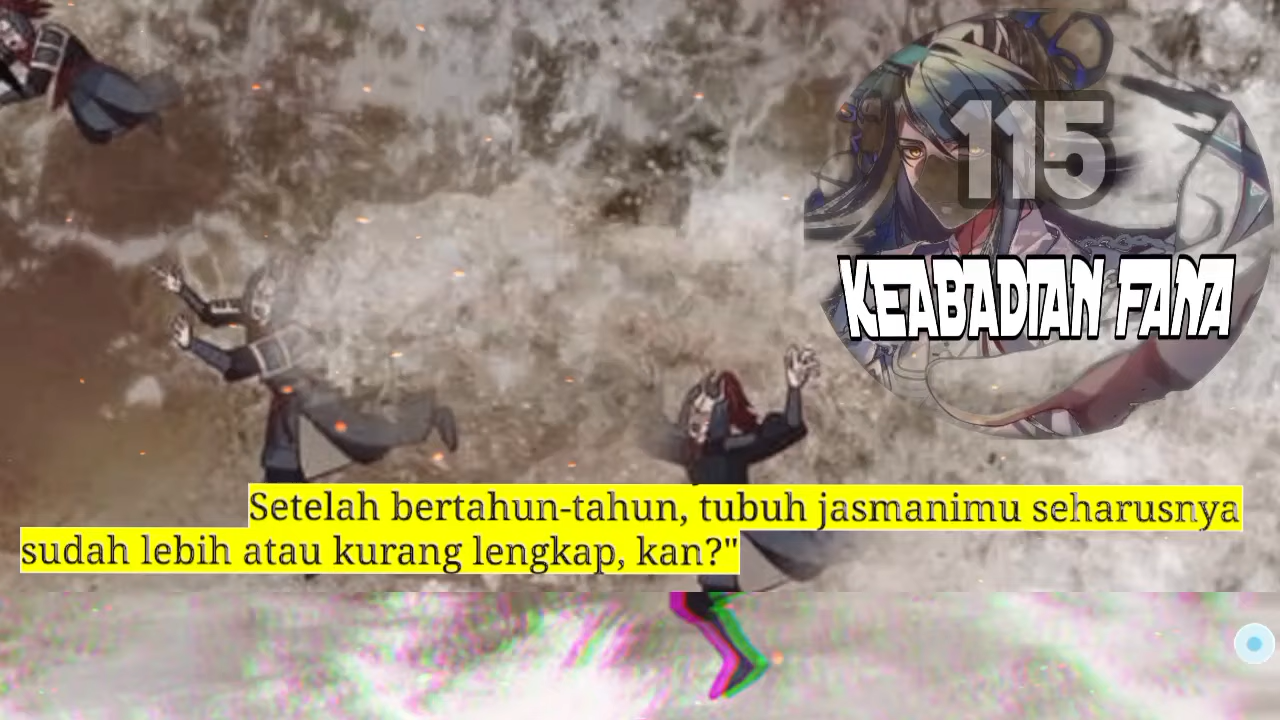 115
KEABADIAN FANA
Setelah bertahun-tahun, tubuh jasmanimu seharusnya
sudah lebih atau kurang lengkap, kan?"